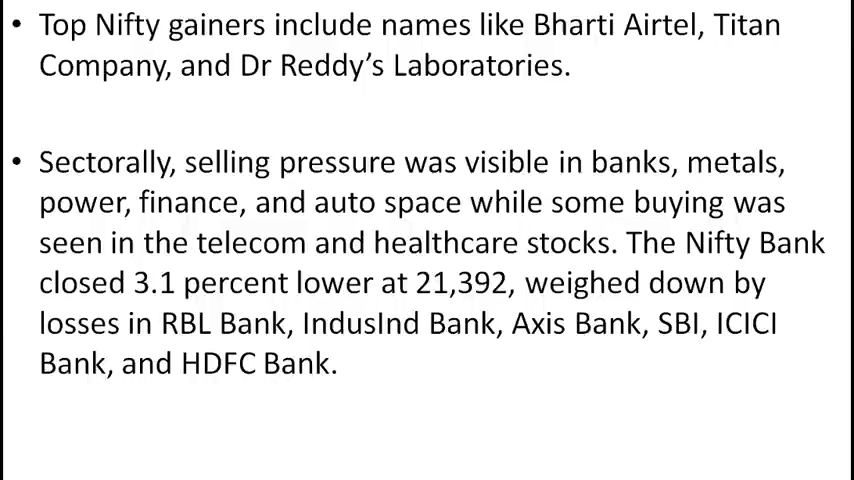 • Top Nifty gainers include names like Bharti Airtel, Titan
Company, and Dr Reddy’s Laboratories.
• Sectorally, selling pressure was visible in banks, metals,
power, finance, and auto space while some buying was
seen in the telecom and healthcare stocks. The Nifty Bank
closed 3.1 percent lower at 21,392, weighed down by
losses in RBL Bank, IndusInd Bank, Axis Bank, SBI, ICICI
Bank, and HDFC Bank.